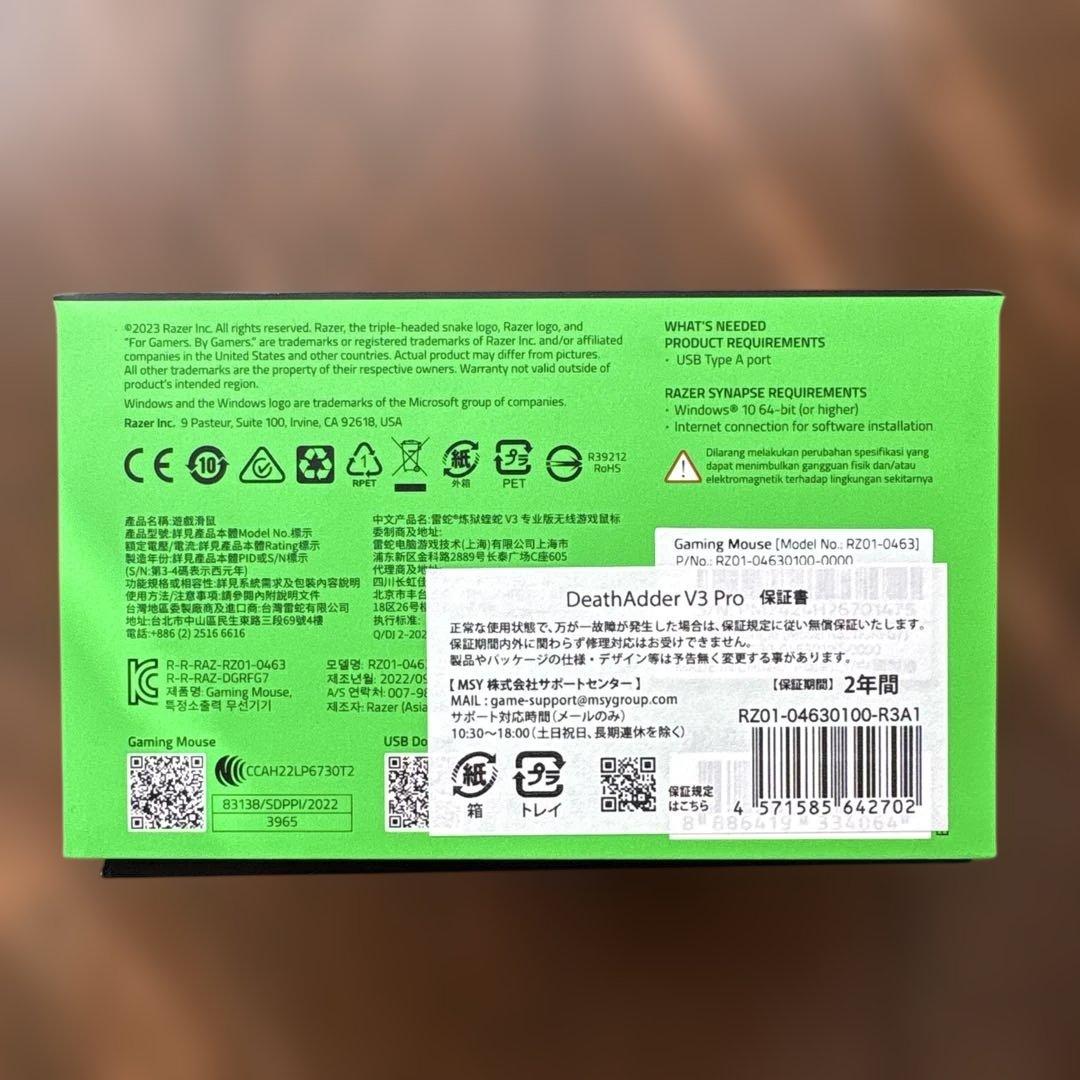 ©2023 Razer Inc. All rights reserved. Razer, the triple-headed snake logo, Razer logo, and
"For Gamers. By Gamers." are trademarks or registered trademarks of Razer Inc. and/or affiliated
companies in the United States and other countries. Actual product may differ from pictures.
All other trademarks are the property of their respective owners. Warranty not valid outside of
product's intended region.
Windows and the Windows logo are trademarks of the Microsoft group of companies.
Razer Inc. 9 Pasteur, Suite 100, Irvine, CA 92618, USA
CE
10
1
RPET
紙
外箱
プラ
PET
R39212
RoHS
WHAT'S NEEDED
PRODUCT REQUIREMENTS
· USB Type A port
RAZER SYNAPSE REQUIREMENTS
· Windows® 10 64-bit (or higher)
· Internet connection for software installation
Dilarang melakukan perubahan spesifikasi yang
dapat menimbulkan gangguan fisik dan/atau
elektromagnetik terhadap lingkungan sekitarnya
產品名稱:遊戲滑鼠
產品型號:詳見產品本體Model No.標示
額定電壓/電流:詳見產品本體Rating標示
製造年份:詳見產品本體PID或S/N標示
(S/N:第3-4碼表示西元年)
功能規格或相容性:詳見系統需求及包裝內容說明
使用方法/注意事項:請參閱內附說明文件
台灣地區委製廠商及進口商:台灣雷蛇有限公司
地址:台北市中山區民生東路三段69號4樓
電話:+886 (2) 2516 6616
中文产品名:雷蛇®炼狱蝰蛇 V3 专业版无线游戏鼠标
委制商及地址:
雷蛇电脑游戏技术(上海)有限公司上海市
浦东新区金科路2889号长泰广场C座605
代理商及地址:
四川长虹佳
北京市丰台
18区26号楼
执行标准:
Q/DJ 2-202
R-R-RAZ-RZ01-0463
R-R-RAZ-DGRFG7
제품명: Gaming Mouse,
특정소출력 무선기기
모델명: RZ01-046
제조년월: 2022/09
A/S 연락처: 007-98
제조자: Razer (Asia
Gaming Mouse
CCAH22LP6730T2
83138/SDPPI/2022
3965
USB Do
Gaming Mouse [Model No.: RZ01-0463]
P/No.: RZ01-04630100-0000
DeathAdder V3 Pro 保証書
正常な使用状態で、万が一故障が発生した場合は、保証規定に従い無償保証いたします。
保証期間内外に関わらず修理対応はお受けできません。
製品やパッケージの仕様・デザイン等は予告無く変更する事があります。
【 MSY 株式会社サポートセンター 】
MAIL : game-support@msygroup.com
サポート対応時間（メールのみ）
10:30～18:00（土日祝日、長期連休を除く）
【保証期間】 2年間
RZ01-04630100-R3A1
紙
箱
プラ
トレイ
保証規定
はこちら
4 571585 642702
8 886419 334064